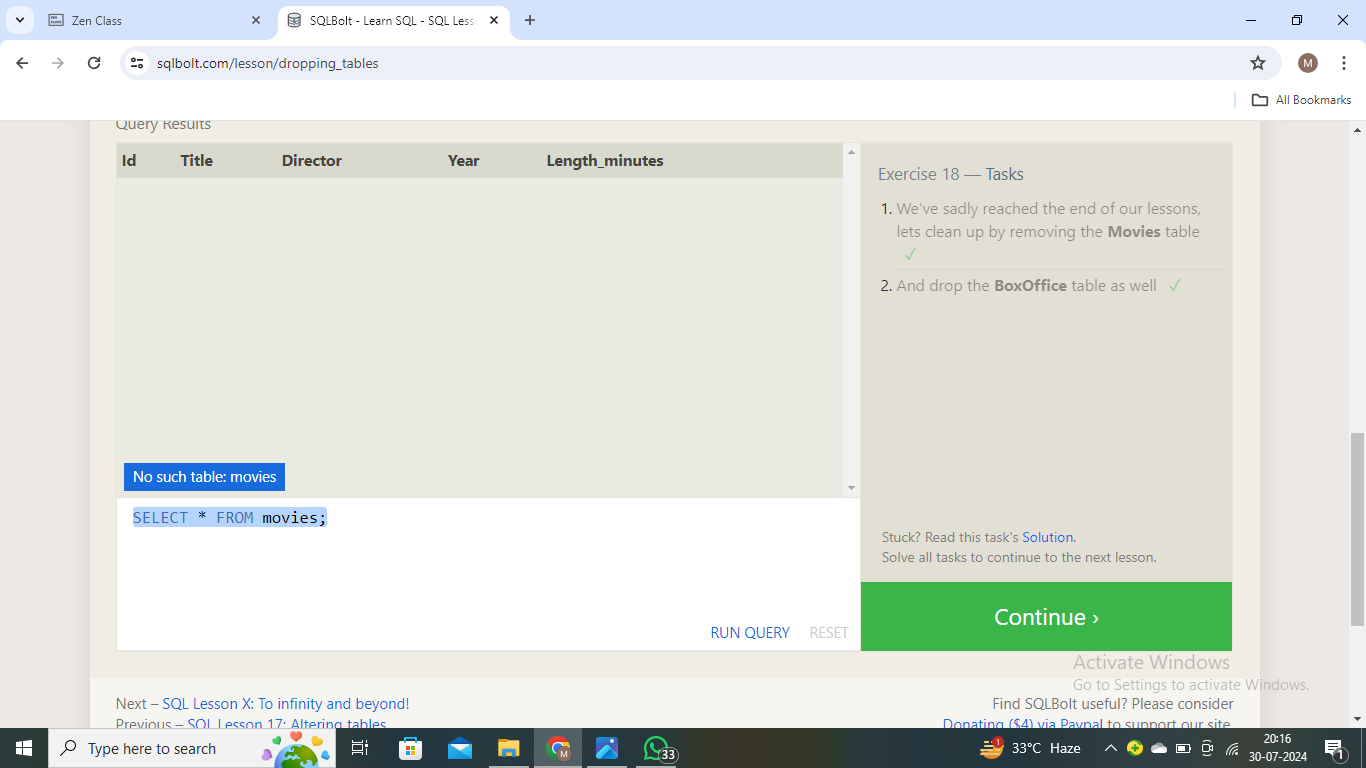 Zen Class
SQLBolt - Learn SQL - SQL Less
sqlbolt.com/lesson/dropping_tables
M
All Bookmarks
Query Results
Id Title Director Year Length_minutes
Exercise 18 — Tasks
1. We've sadly reached the end of our lessons,
lets clean up by removing the Movies table
✓
2. And drop the BoxOffice table as well ✓
No such table: movies
SELECT * FROM movies;
Stuck? Read this task's Solution.
Solve all tasks to continue to the next lesson.
RUN QUERY RESET
Continue ›
Activate Windows
Go to Settings to activate Windows.
Next – SQL Lesson X: To infinity and beyond!
Find SQLBolt useful? Please consider
Previous – SQL Lesson 17: Altering tables
Donating ($4) via Paypal to support our site.
Type here to search
M
33
1
33°C Haze
20:16
30-07-2024
1